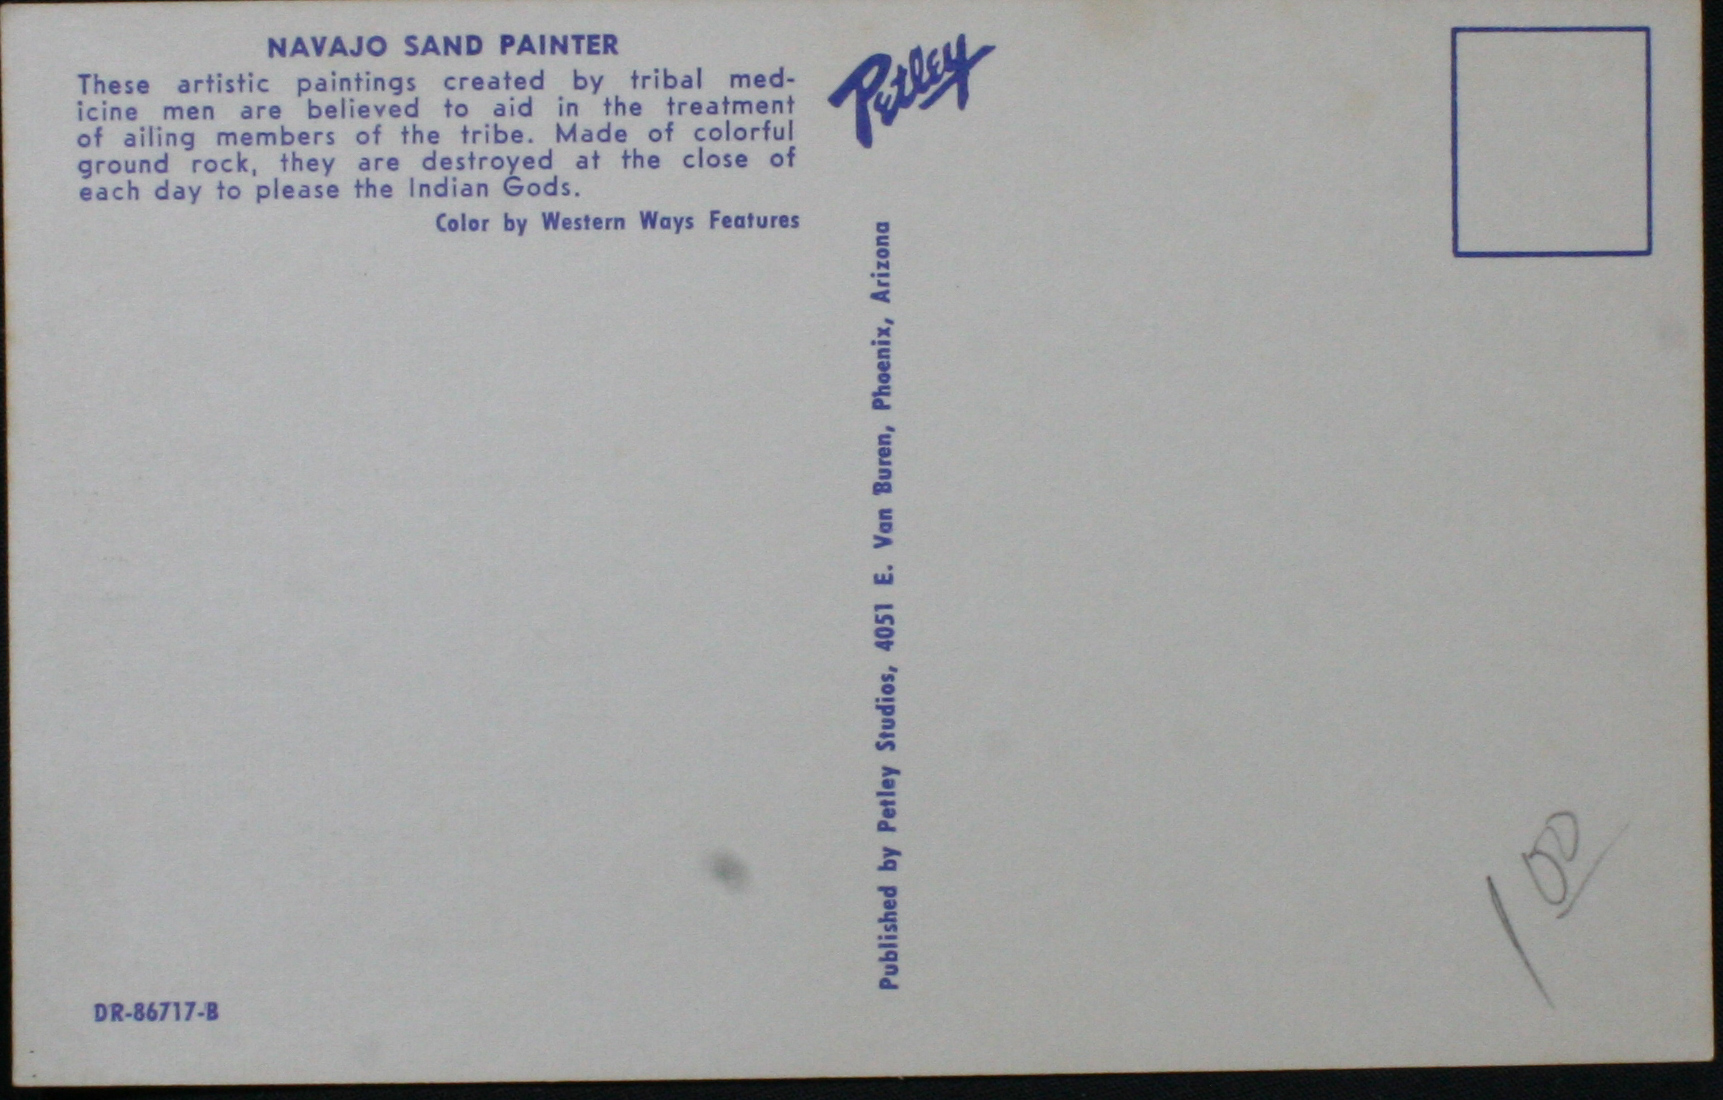 NAVAJO SAND PAINTER
These artistic paintings created by tribal med-
icine men are believed to aid in the treatment
of ailing members of the tribe. Made of colorful
ground rock, they are destroyed at the close of
each day to please the Indian Gods.
Color by Western Ways Features
DR-86717-B
Petley
Published by Petley Studios, 4051 E. Van Buren, Phoenix, Arizona
1 00